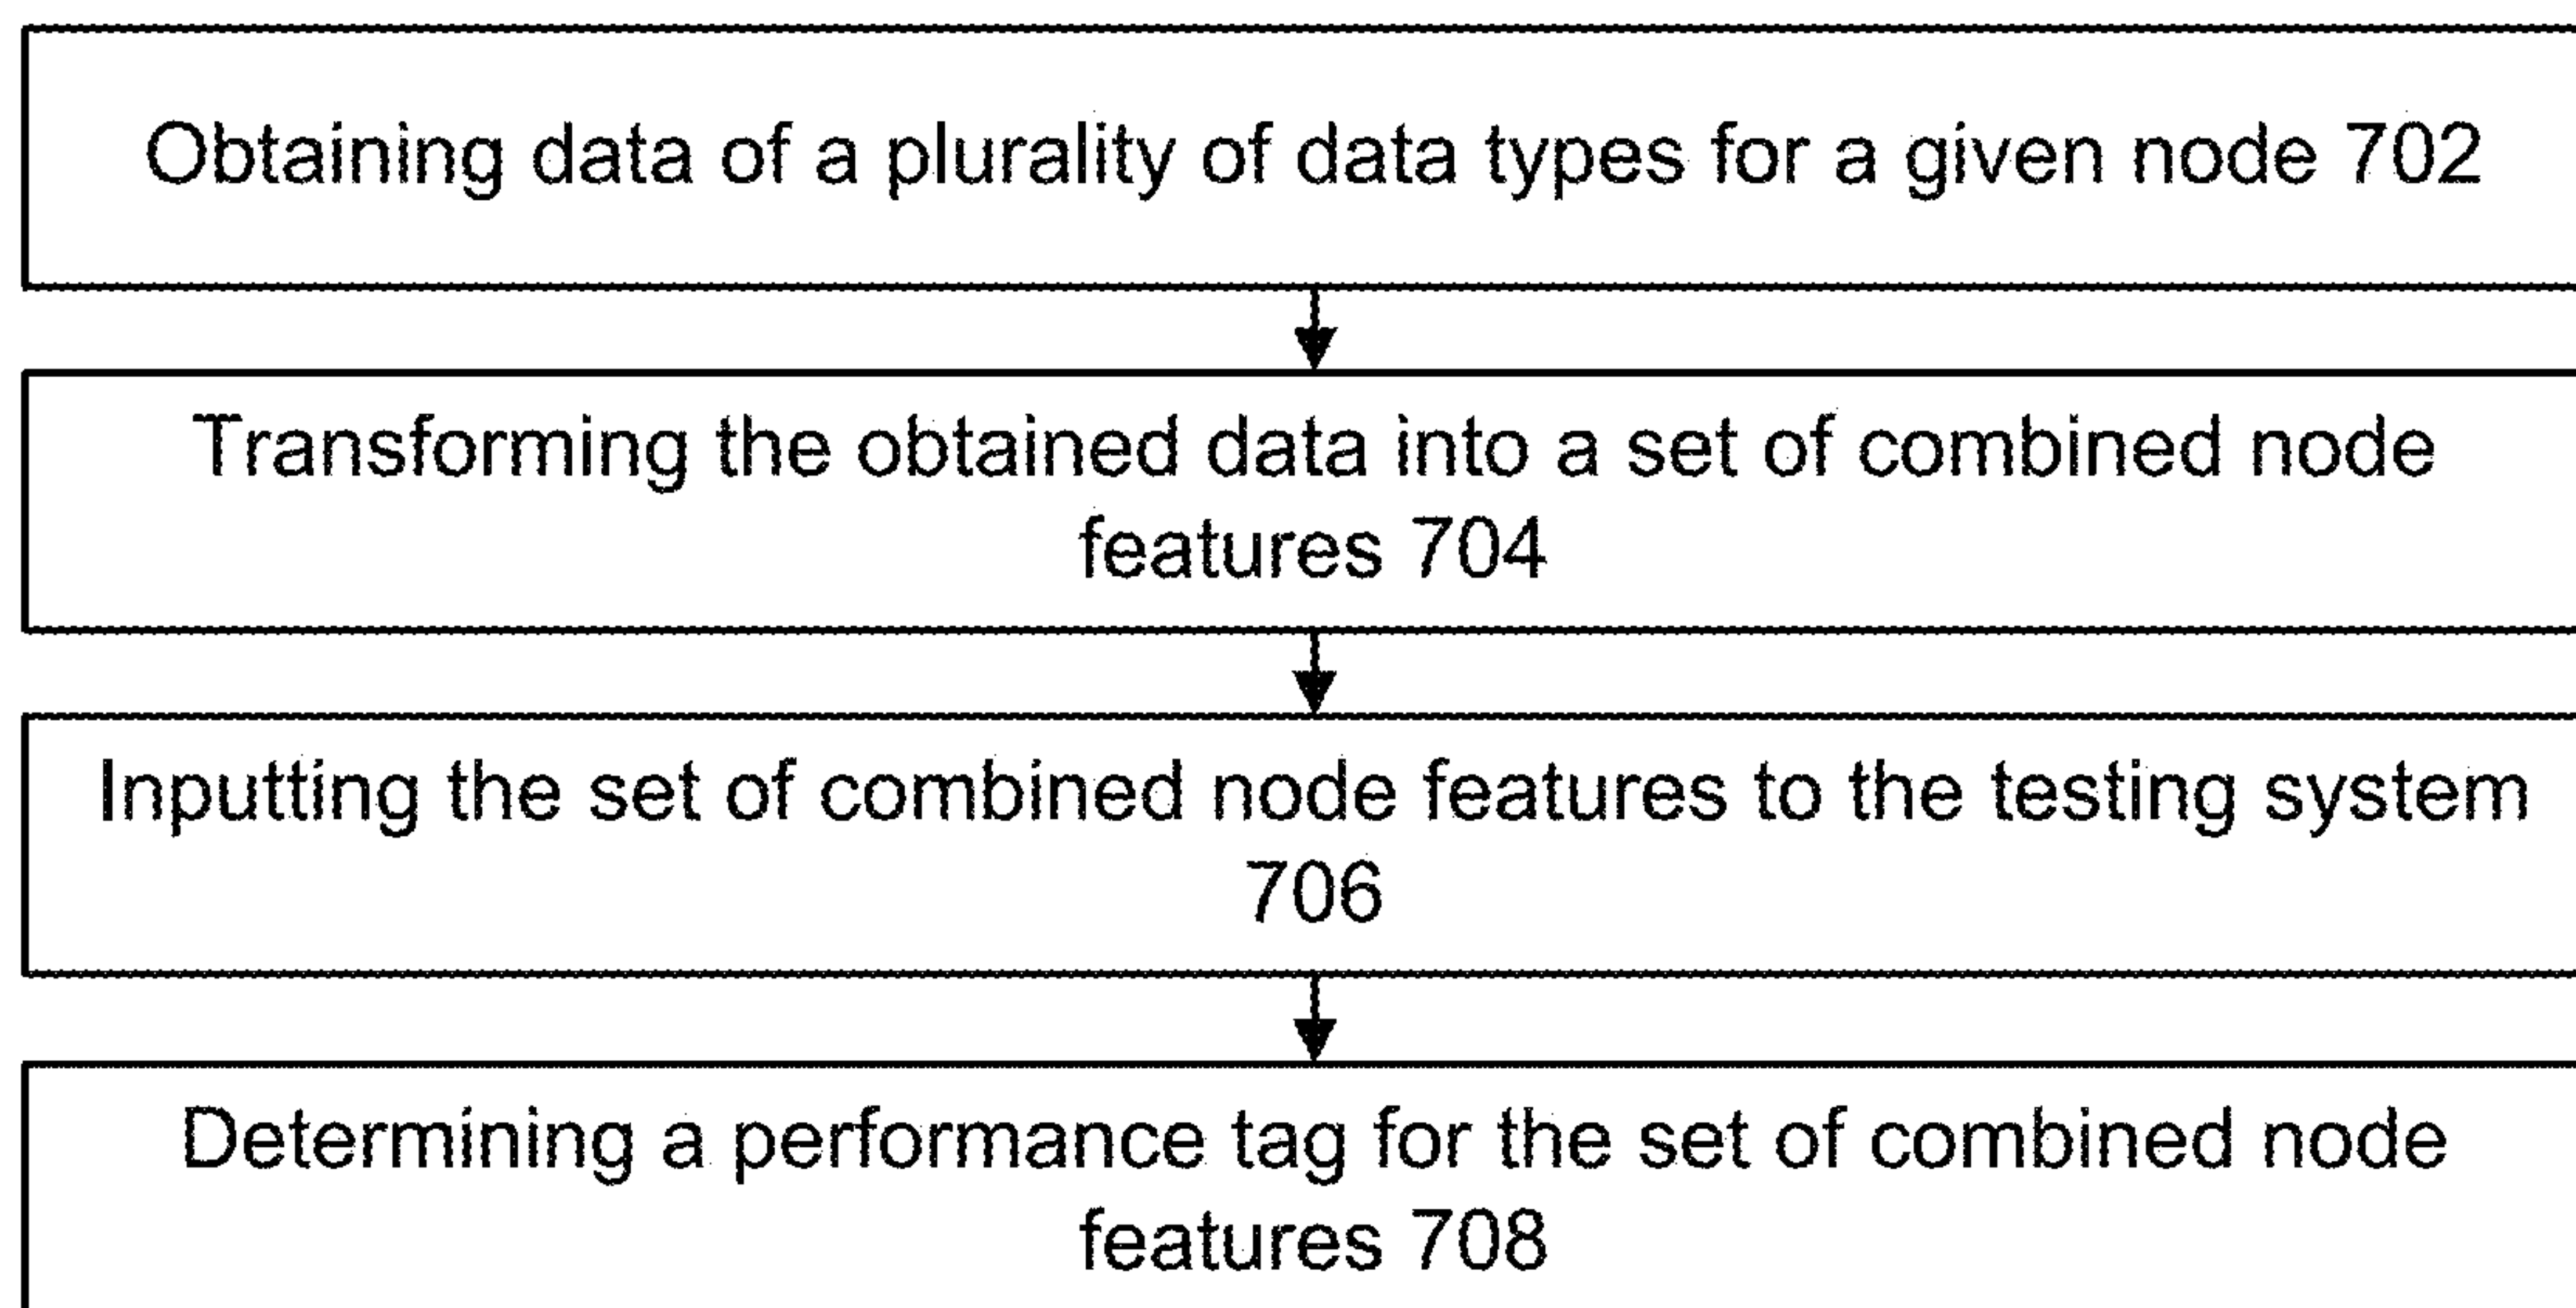 Obtaining data of a plurality of data types for a given node 702
Transforming the obtained data into a set of combined node
features 704
Inputting the set of combined node features to the testing system
706
Determining a performance tag for the set of combined node
features 708